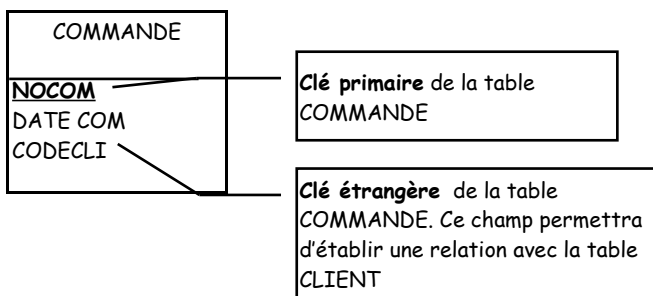 COMMANDE
NOCOM
DATE COM
CODECLI
Clé primaire de la table
COMMANDE
Clé étrangère de la table
COMMANDE. Ce champ permettra
d'établir une relation avec la table
CLIENT